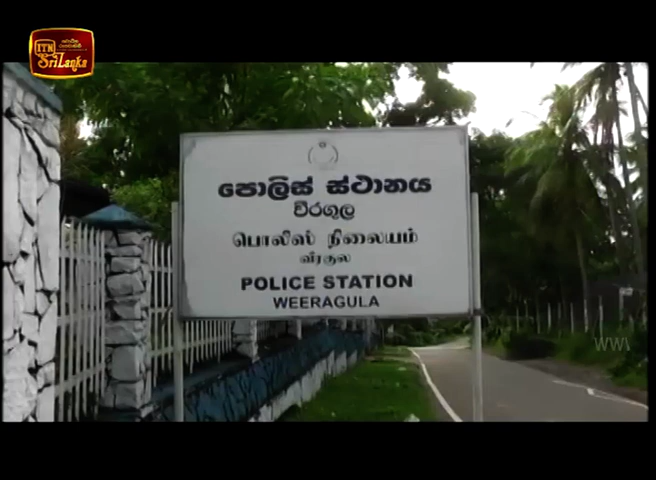 ITN
SriLanka
පොලිස් ස්ථානය
වීරගුල
பொலிஸ் நிலையம்
வீரகுல
POLICE STATION
WEERAGULA